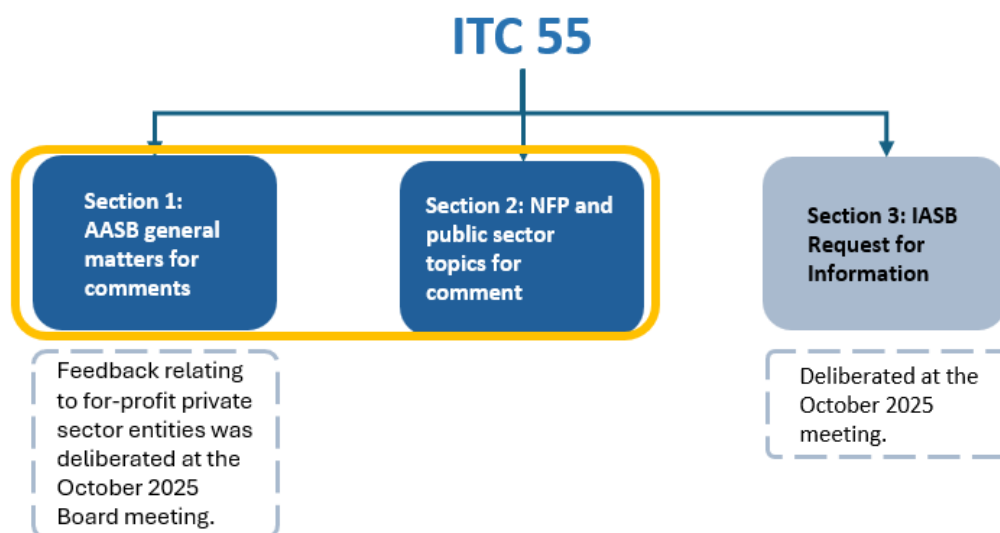 ITC 55
Section 1:
AASB general
matters for
comments
Section 2: NFP and
public sector
topics for
comment
Section 3: IASB
Request for
Information
Feedback relating
to for-profit private
sector entities was
deliberated at the
October 2025
Board meeting.
Deliberated at the
October 2025
meeting.